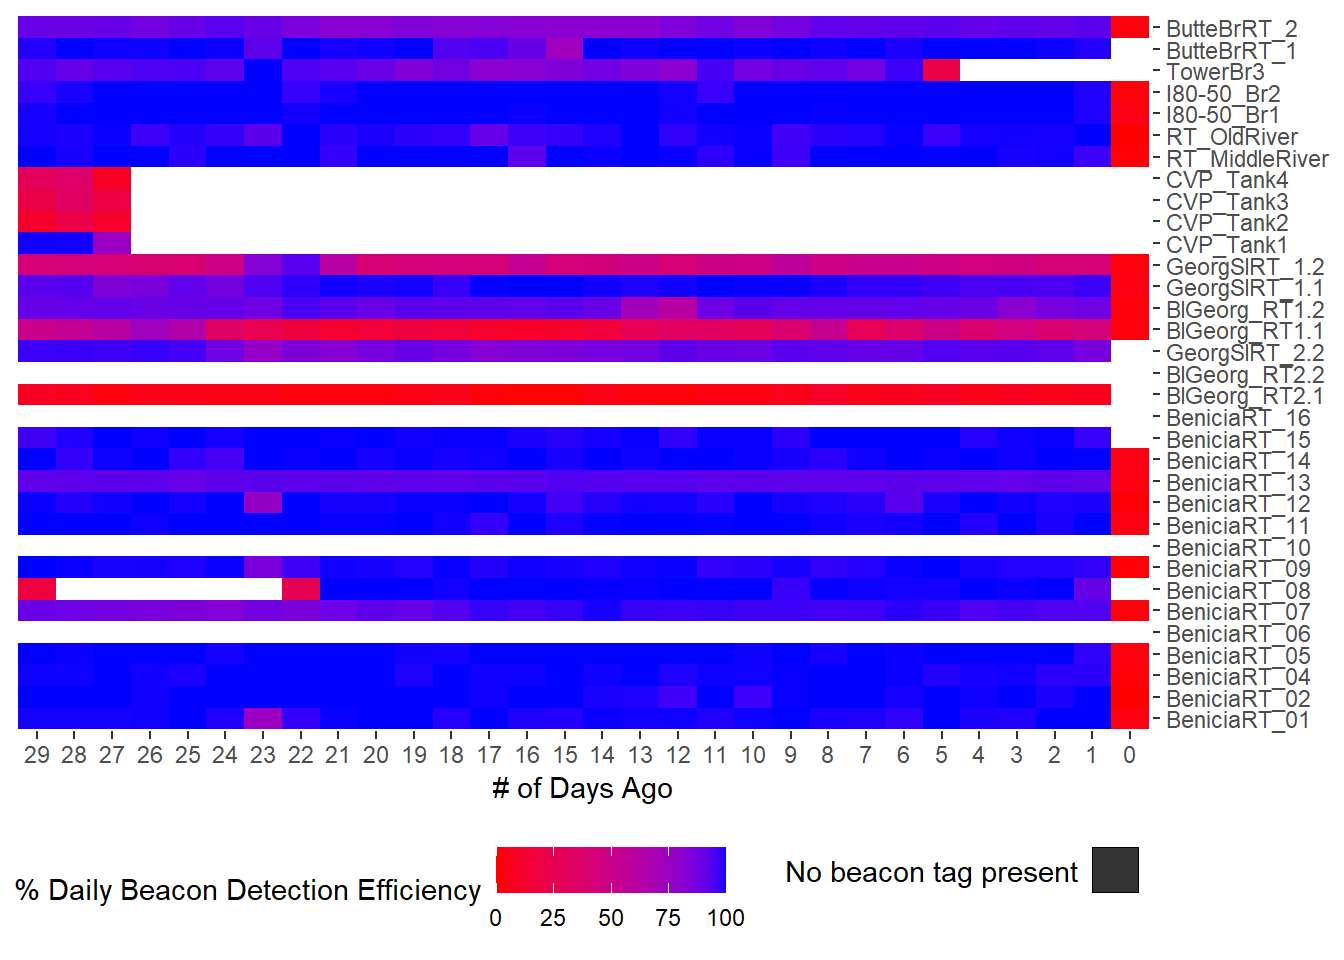 ButteBrRT_2
ButteBrRT_1
TowerBr3
I80-50_Br2
I80-50_Br1
RT_OldRiver
RT_MiddleRiver
CVP_Tank4
CVP_Tank3
CVP_Tank2
CVP_Tank1
GeorgSlRT_1.2
GeorgSlRT_1.1
BlGeorg_RT1.2
BlGeorg_RT1.1
GeorgSlRT_2.2
BlGeorg_RT2.2
BlGeorg_RT2.1
BeniciaRT_16
BeniciaRT_15
BeniciaRT_14
BeniciaRT_13
BeniciaRT_12
BeniciaRT_11
BeniciaRT_10
BeniciaRT_09
BeniciaRT_08
BeniciaRT_07
BeniciaRT_06
BeniciaRT_05
BeniciaRT_04
BeniciaRT_02
BeniciaRT_01
29 28 27 26 25 24 23 22 21 20 19 18 17 16 15 14 13 12 11 10 9 8 7 6 5 4 3 2 1 0
# of Days Ago
% Daily Beacon Detection Efficiency
0 25 50 75 100
No beacon tag present